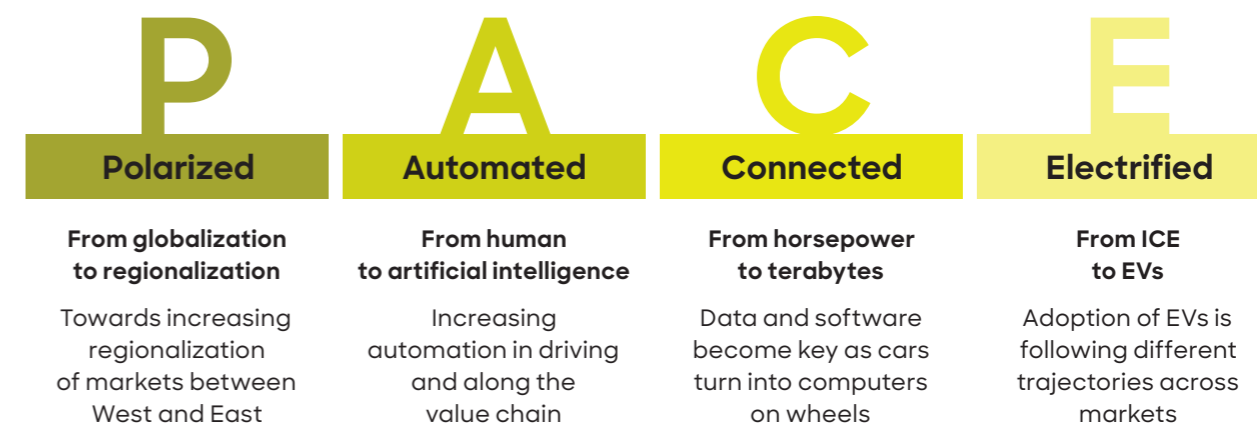 P
Polarized
From globalization
to regionalization
Towards increasing
regionalization
of markets between
West and East
A
Automated
From human
to artificial intelligence
Increasing
automation in driving
and along the
value chain
C
Connected
From horsepower
to terabytes
Data and software
become key as cars
turn into computers
on wheels
E
Electrified
From ICE
to EVs
Adoption of EVs is
following different
trajectories across
markets